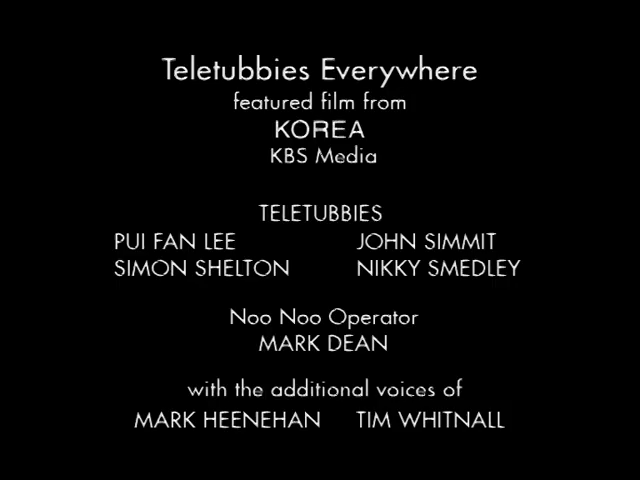 Teletubbies Everywhere
featured film from
KOREA
KBS Media
TELETUBBIES
PUI FAN LEE JOHN SIMMIT
SIMON SHELTON NIKKY SMEDLEY
Noo Noo Operator
MARK DEAN
with the additional voices of
MARK HEENEHAN TIM WHITNALL